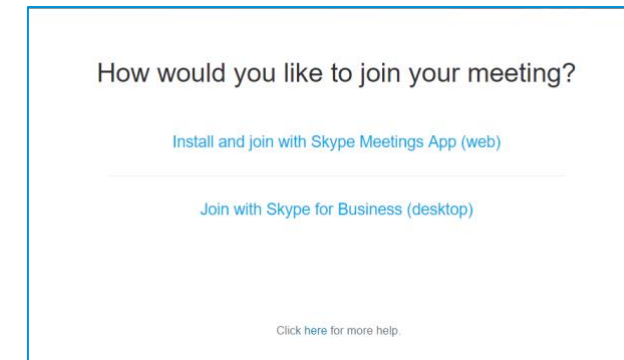 How would you like to join your meeting?
Install and join with Skype Meetings App (web)
Join with Skype for Business (desktop)
Click here for more help.